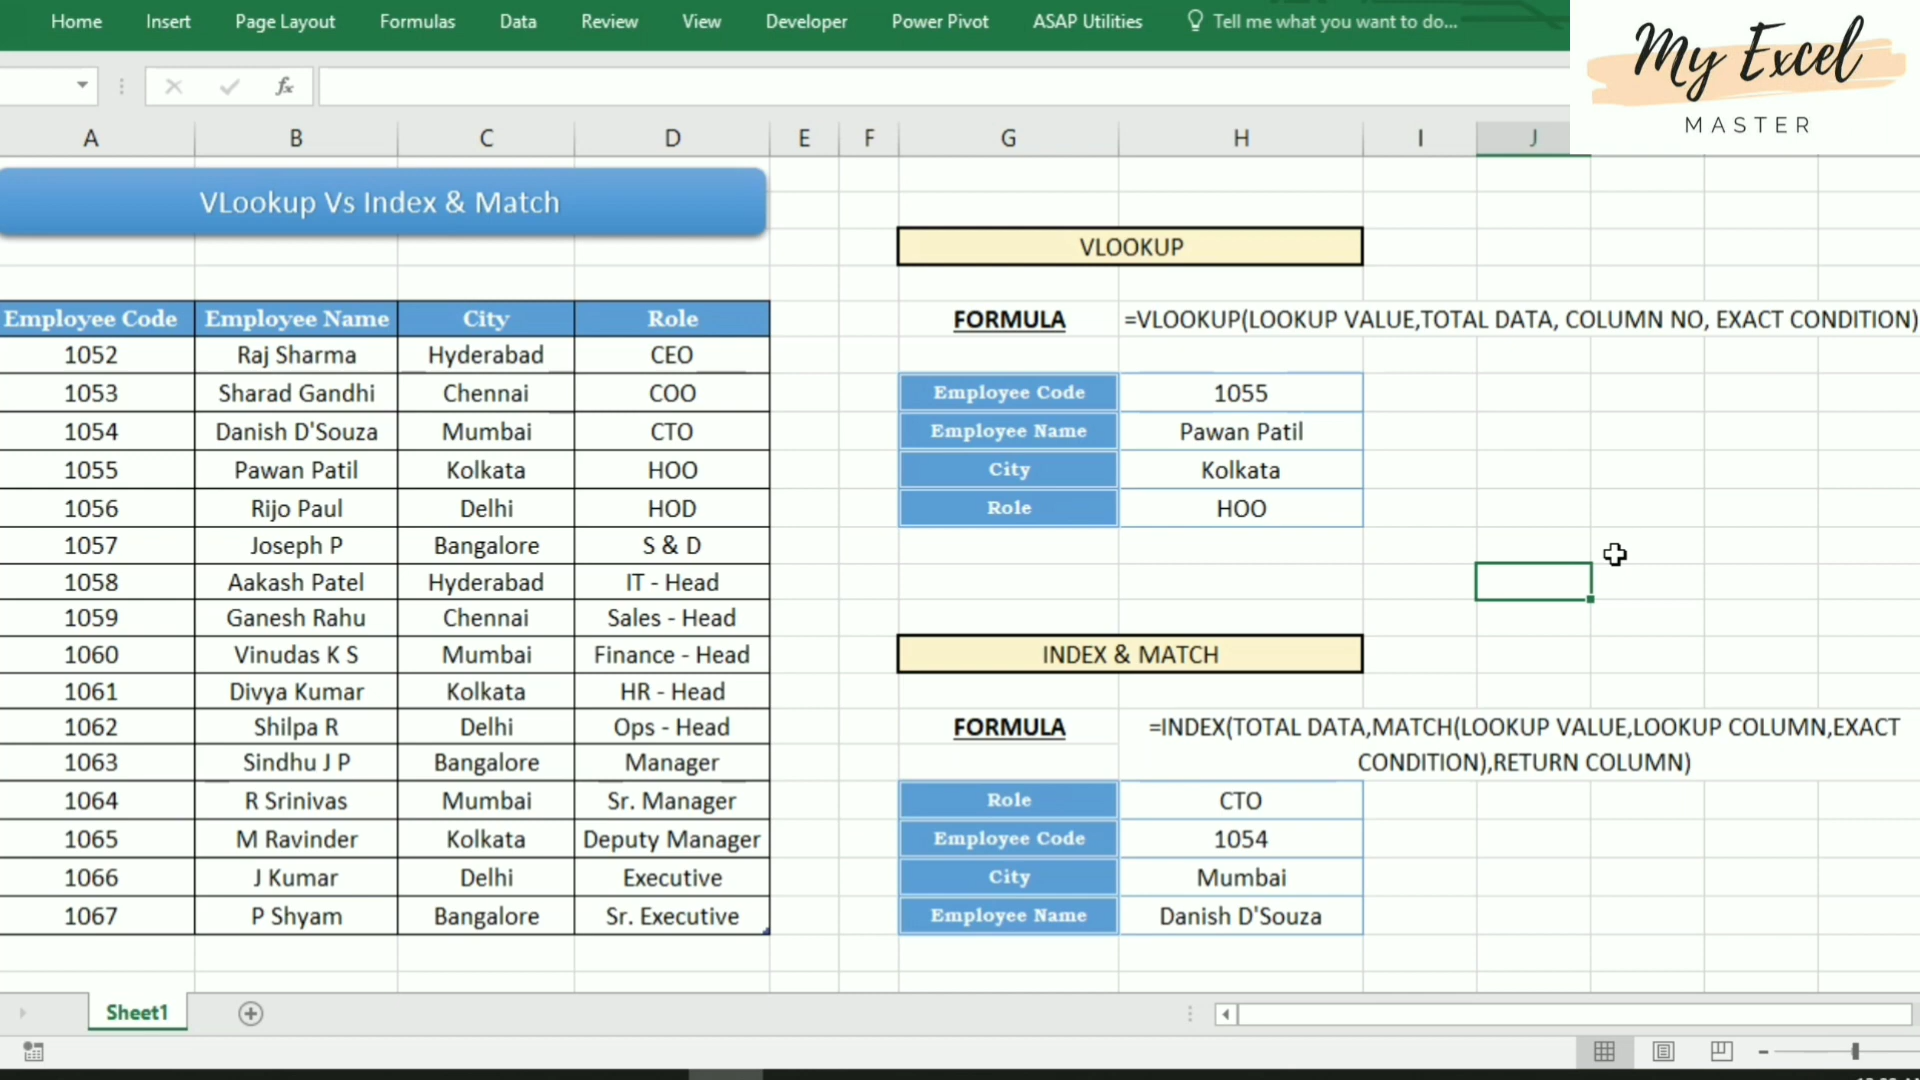 Home Insert Page Layout Formulas Data Review View Developer Power Pivot ASAP Utilities Tell me what you want to do...
My Excel
MASTER
fx
A B C D E F G H I J
VLookup Vs Index & Match
VLOOKUP
Employee Code Employee Name City Role
FORMULA =VLOOKUP(LOOKUP VALUE,TOTAL DATA, COLUMN NO, EXACT CONDITION)
1052 Raj Sharma Hyderabad CEO
1053 Sharad Gandhi Chennai COO Employee Code 1055
1054 Danish D'Souza Mumbai CTO Employee Name Pawan Patil
1055 Pawan Patil Kolkata HOO City Kolkata
1056 Rijo Paul Delhi HOD Role HOO
1057 Joseph P Bangalore S & D
1058 Aakash Patel Hyderabad IT - Head
1059 Ganesh Rahu Chennai Sales - Head
1060 Vinudas K S Mumbai Finance - Head INDEX & MATCH
1061 Divya Kumar Kolkata HR - Head
1062 Shilpa R Delhi Ops - Head FORMULA =INDEX(TOTAL DATA,MATCH(LOOKUP VALUE,LOOKUP COLUMN,EXACT
1063 Sindhu J P Bangalore Manager CONDITION),RETURN COLUMN)
1064 R Srinivas Mumbai Sr. Manager Role CTO
1065 M Ravinder Kolkata Deputy Manager Employee Code 1054
1066 J Kumar Delhi Executive City Mumbai
1067 P Shyam Bangalore Sr. Executive Employee Name Danish D'Souza
Sheet1